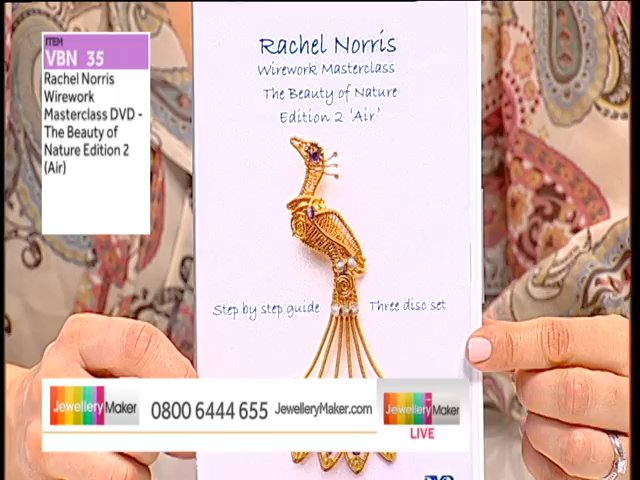 ITEM
VBN 35
Rachel Norris
Wirework
Masterclass DVD -
The Beauty of
Nature Edition 2
(Air)
Rachel Norris
Wirework Masterclass
The Beauty of Nature
Edition 2 'Air'
Step by step guide
Three disc set
JewelleryMaker
0800 6444 655
JewelleryMaker.com
JewelleryMaker
LIVE